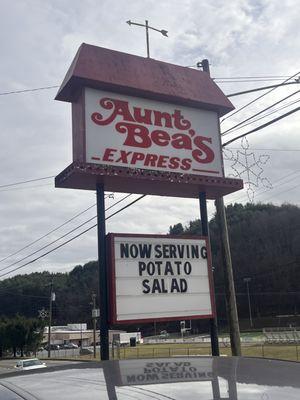 Aunt
Bea's
EXPRESS
NOW SERVING
POTATO
SALAD